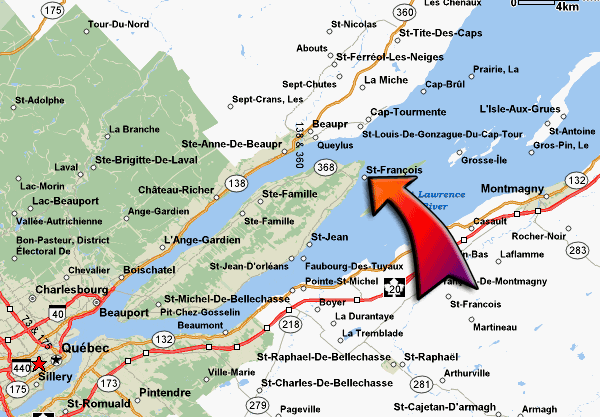 175
Tour-Du-Nord
St-Nicolas
360
Les Chenaux
0
4km
St-Tite-Des-Caps
Abouts
St-Ferréol-Les-Neiges
Sept-Chutes
La Miche
Prairie, La
Cap-Brûl
St-Adolphe
Sept-Crans, Les
Cap-Tourmente
L'Isle-Aux-Grues
La Branche
Beaupr
138 & 360
St-Louis-De-Gonzague-Du-Cap-Tour
St-Antoine
Ste-Anne-De-Beaupr
Queylus
Gros-Pin, Le
Ste-Brigitte-De-Laval
Laval
368
St-François
Grosse-Île
Lac-Morin
Château-Richer
138
Ste-Famille
Lawrence
River
Montmagny
132
Lac-Beauport
Ange-Gardien
Vallée-Autrichienne
Ste-Famille
Casault
Rocher-Noir
Bon-Pasteur, District
Électoral De
L'Ange-Gardien
St-Jean
283
n-Bas
Laflamme
Chevalier
Boischatel
St-Jean-D'orléans
Faubourg-Des-Tuyaux
Charlesbourg
Pointe-St-Michel
20
De-Montmagny
St-Michel-De-Bellechasse
Boyer
St-Francois
40
Beauport
Pit-Chez-Gosselin
La Durantaye
73 & 175
Beaumont
218
Martineau
La Tremblade
Québec
132
440
St-Raphael-De-Bellechasse
St-Raphaël
Sillery
Ville-Marie
Arthurville
175
173
St-Charles-De-Bellechasse
281
Pintendre
St-Romuald
279
Pageville
St-Cajetan-D'armagh
Armagh